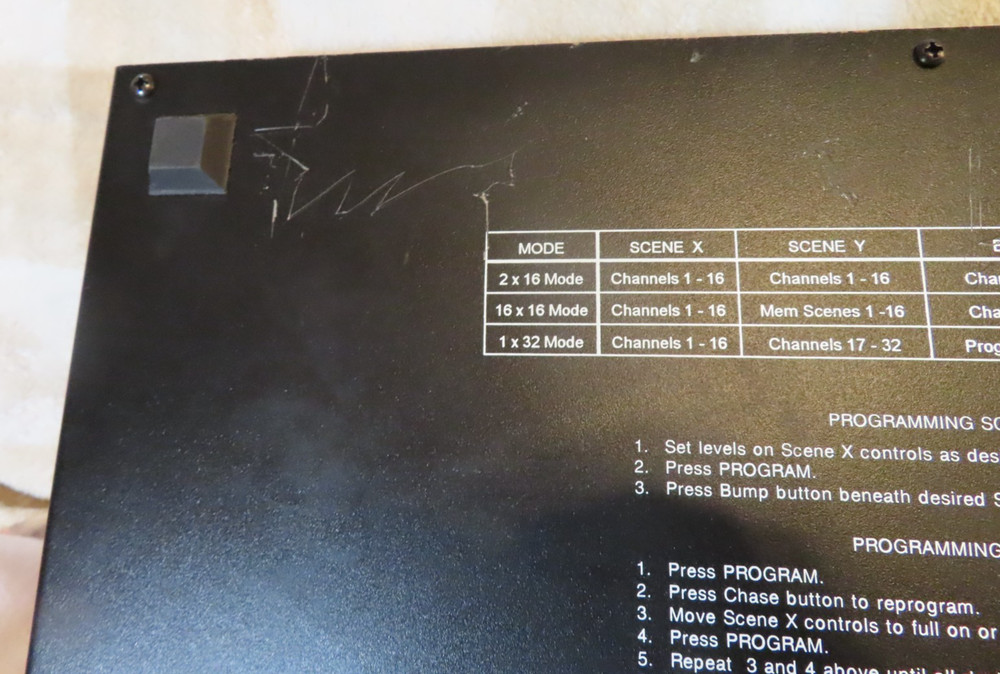 MODE SCENE X SCENE Y
2 x 16 Mode Channels 1 - 16 Channels 1 - 16
16 x 16 Mode Channels 1 - 16 Mem Scenes 1 -16
1 x 32 Mode Channels 1 - 16 Channels 17 - 32
PROGRAMMING
1. Set levels on Scene X controls as
2. Press PROGRAM.
3. Press Bump button beneath desired
PROGRAMMING
1. Press PROGRAM.
2. Press Chase button to reprogram.
3. Move Scene X controls to full on or
4. Press PROGRAM.
5. Repeat 3 and 4 above until